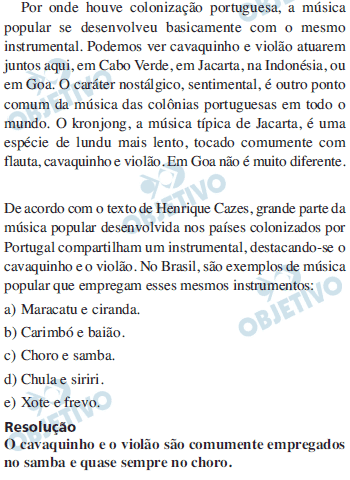 Por onde houve colonização portuguesa, a música
popular se desenvolveu basicamente com o mesmo
instrumental. Podemos ver cavaquinho e violão atuarem
juntos aqui, em Cabo Verde, em Jacarta, na Indonésia, ou
em Goa. O caráter nostálgico, sentimental, é outro ponto
comum da música das colônias portuguesas em todo o
mundo. O kronjong, a música típica de Jacarta, é uma
espécie de lundu mais lento, tocado comumente com
flauta, cavaquinho e violão. Em Goa não é muito diferente.
De acordo com o texto de Henrique Cazes, grande parte da
música popular desenvolvida nos países colonizados por
Portugal compartilham um instrumental, destacando-se o
cavaquinho e o violão. No Brasil, são exemplos de música
popular que empregam esses mesmos instrumentos:
a) Maracatu e ciranda.
b) Carimbó e baião.
c) Choro e samba.
d) Chula e siriri.
e) Xote e frevo.
Resolução
O cavaquinho e o violão são comumente empregados
no samba e quase sempre no choro.
OBJETIVO
OBJETIVO
OBJETIVO
OBJETIVO
OBJETIVO